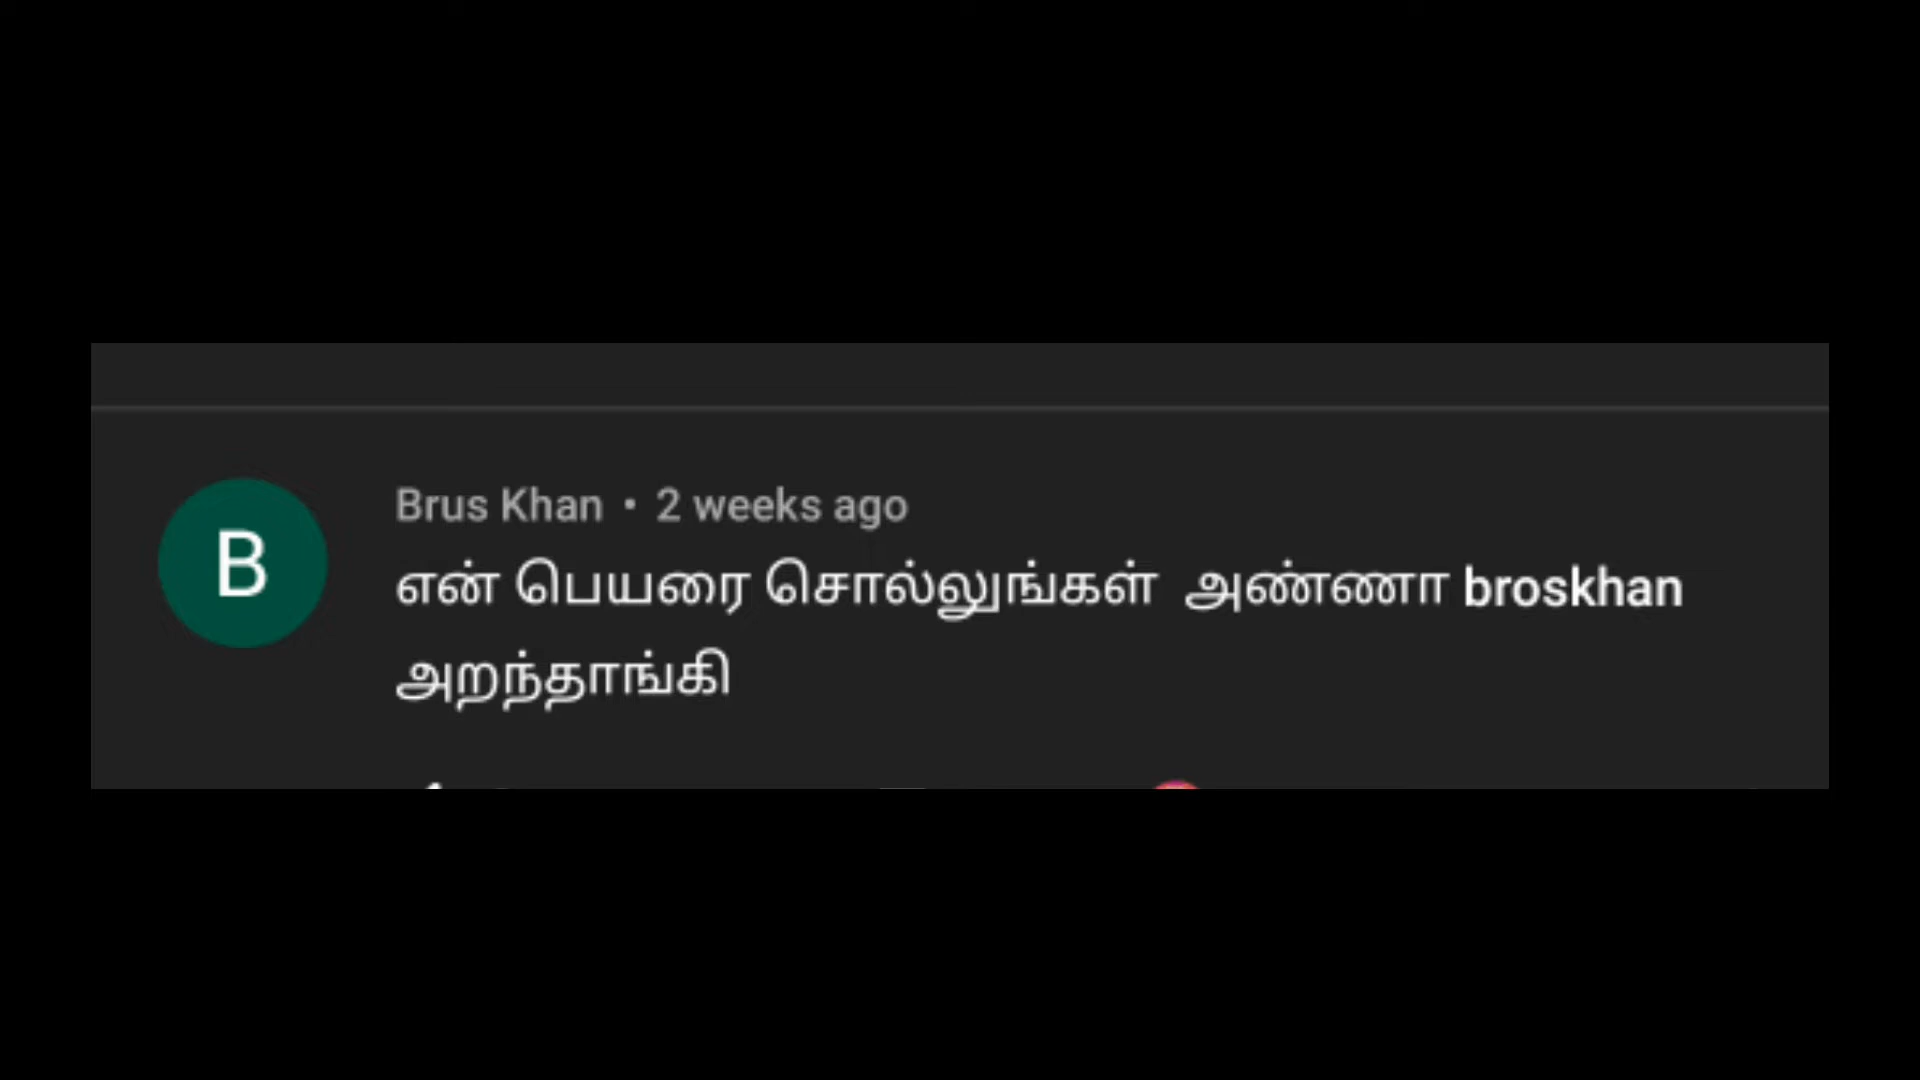 B
Brus Khan • 2 weeks ago
என் பெயரை சொல்லுங்கள் அண்ணா broskhan
அறந்தாங்கி